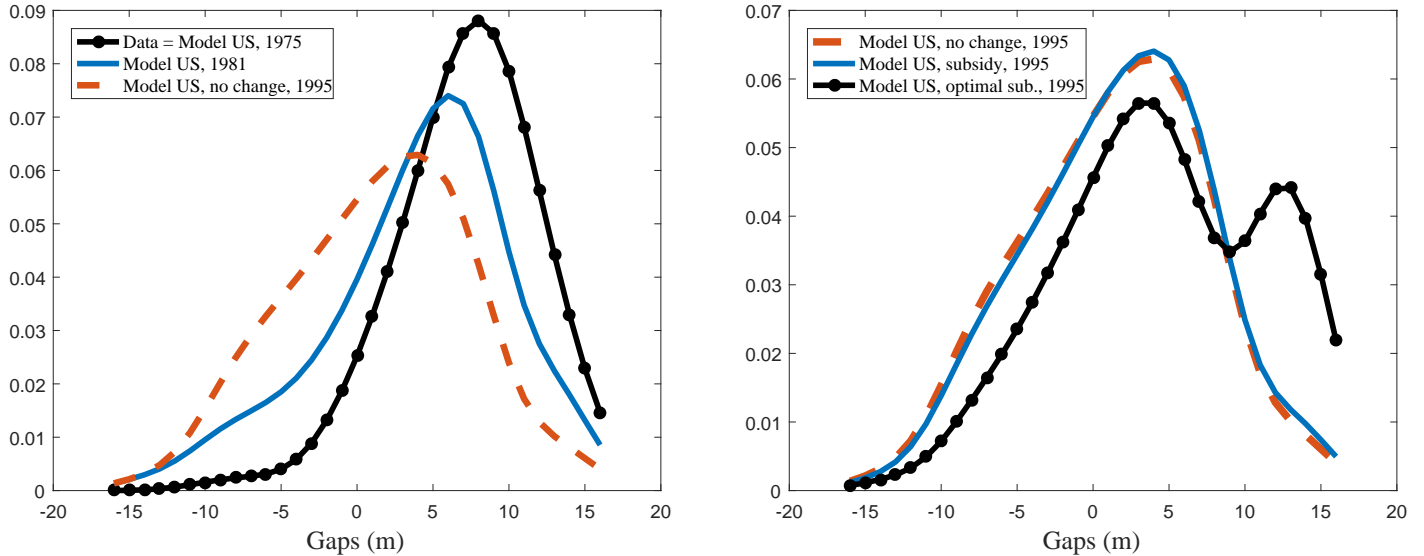 0.09
0.08
0.07
0.06
0.05
0.04
0.03
0.02
0.01
0
-20 -15 -10 -5 0 5 10 15 20
Gaps (m)
Data = Model US, 1975
Model US, 1981
Model US, no change, 1995
0.07
0.06
0.05
0.04
0.03
0.02
0.01
0
-20 -15 -10 -5 0 5 10 15 20
Gaps (m)
Model US, no change, 1995
Model US, subsidy, 1995
Model US, optimal sub., 1995